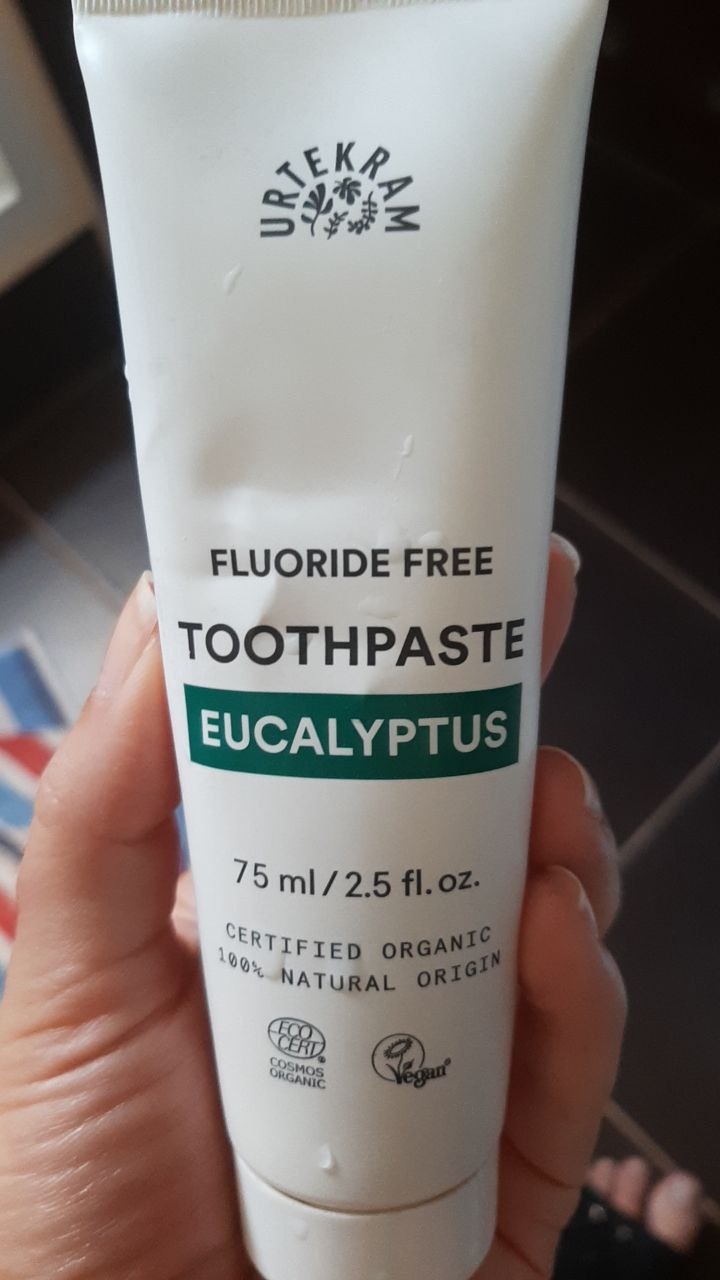 URTEKRAM
FLUORIDE FREE
TOOTHPASTE
EUCALYPTUS
75 ml / 2.5 fl. oz.
CERTIFIED ORGANIC
100% NATURAL ORIGIN
ECO
CERT®
COSMOS
ORGANIC
Vegan®